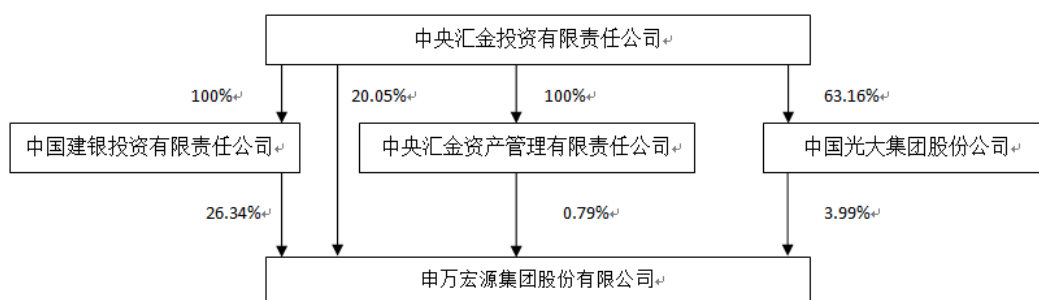 中央汇金投资有限责任公司↵
100%↵ 20.05%↵ 100%↵ 63.16%↵
中国建银投资有限责任公司↵ 中央汇金资产管理有限责任公司↵ 中国光大集团股份公司↵
26.34%↵ 0.79%↵ 3.99%↵
申万宏源集团股份有限公司↵